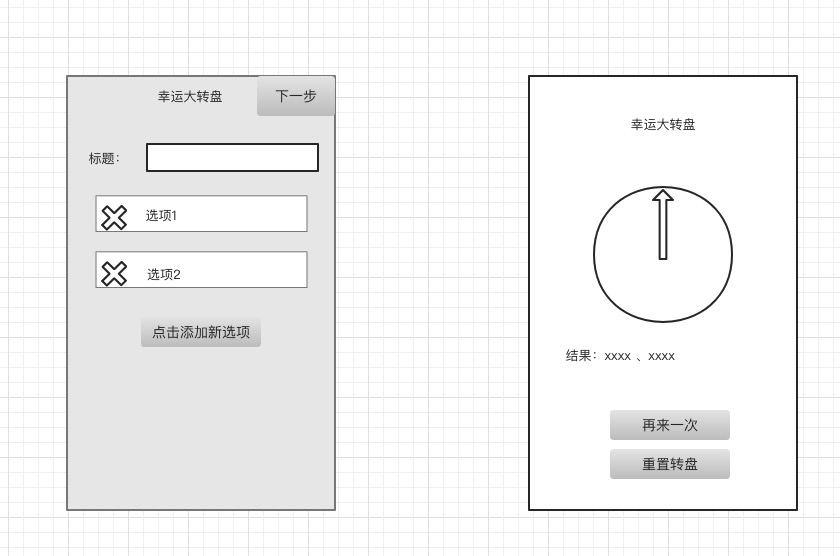 幸运大转盘
下一步
标题：
选项1
选项2
点击添加新选项
幸运大转盘
结果：xxxx 、xxxx
再来一次
重置转盘